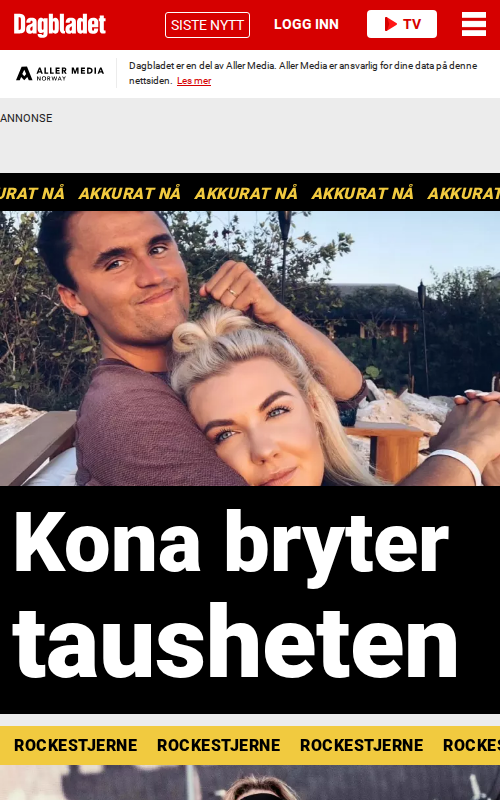 Dagbladet
SISTE NYTT
LOGG INN
TV
ALLER MEDIA
NORWAY
Dagbladet er en del av Aller Media. Aller Media er ansvarlig for dine data på denne
nettsiden. Les mer
ANNONSE
URAT NÅ AKKURAT NÅ AKKURAT NÅ AKKURAT NÅ AKKURAT
Kona bryter
tausheten
ROCKESTJERNE ROCKESTJERNE ROCKESTJERNE ROCKES